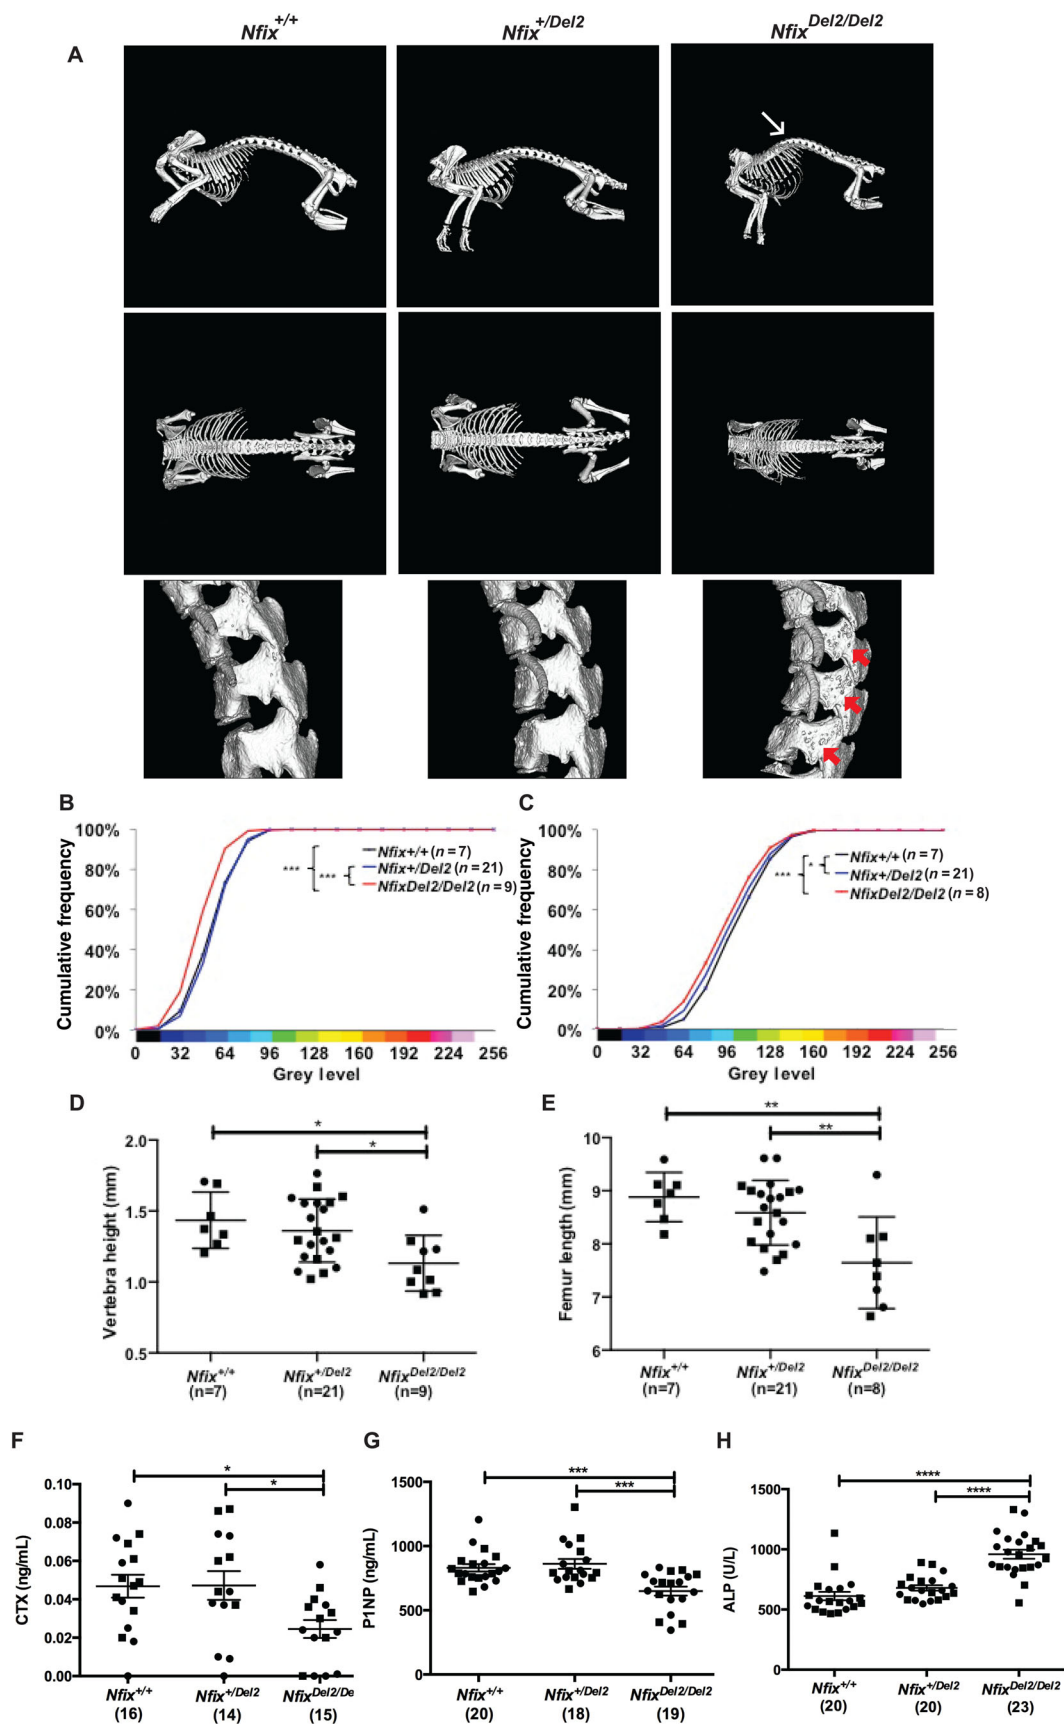 Nfix+/+ Nfix+/Del2 NfixDel2/Del2
A
B C
100% 100%
80% 80%
60% 60%
40% 40%
20% 20%
0% 0%
Cumulative frequency Cumulative frequency
Nfix+/+ (n = 7) Nfix+/+ (n = 7)
*** *** Nfix+/Del2 (n = 21) *** * Nfix+/Del2 (n = 21)
NfixDel2/Del2 (n = 9) NfixDel2/Del2 (n = 8)
0 32 64 96 128 160 192 224 256 0 32 64 96 128 160 192 224 256
Grey level Grey level
D E
* **
* **
2.0 10
1.5 9
1.0 8
0.5 7
6
Vertebra height (mm) Femur length (mm)
Nfix+/+ Nfix+/Del2 NfixDel2/Del2 Nfix+/+ Nfix+/Del2 NfixDel2/Del2
(n=7) (n=21) (n=9) (n=7) (n=21) (n=8)
F G H
* *** ****
* *** ****
0.10 1500 1500
0.08 1000 1000
0.06 500 500
0.04 0 0
0.02
0.00
CTX (ng/mL) P1NP (ng/mL) ALP (U/L)
Nfix+/+ Nfix+/Del2 NfixDel2/De Nfix+/+ Nfix+/Del2 NfixDel2/Del2 Nfix+/+ Nfix+/Del2 NfixDel2/Del2
(16) (14) (15) (20) (18) (19) (20) (20) (23)